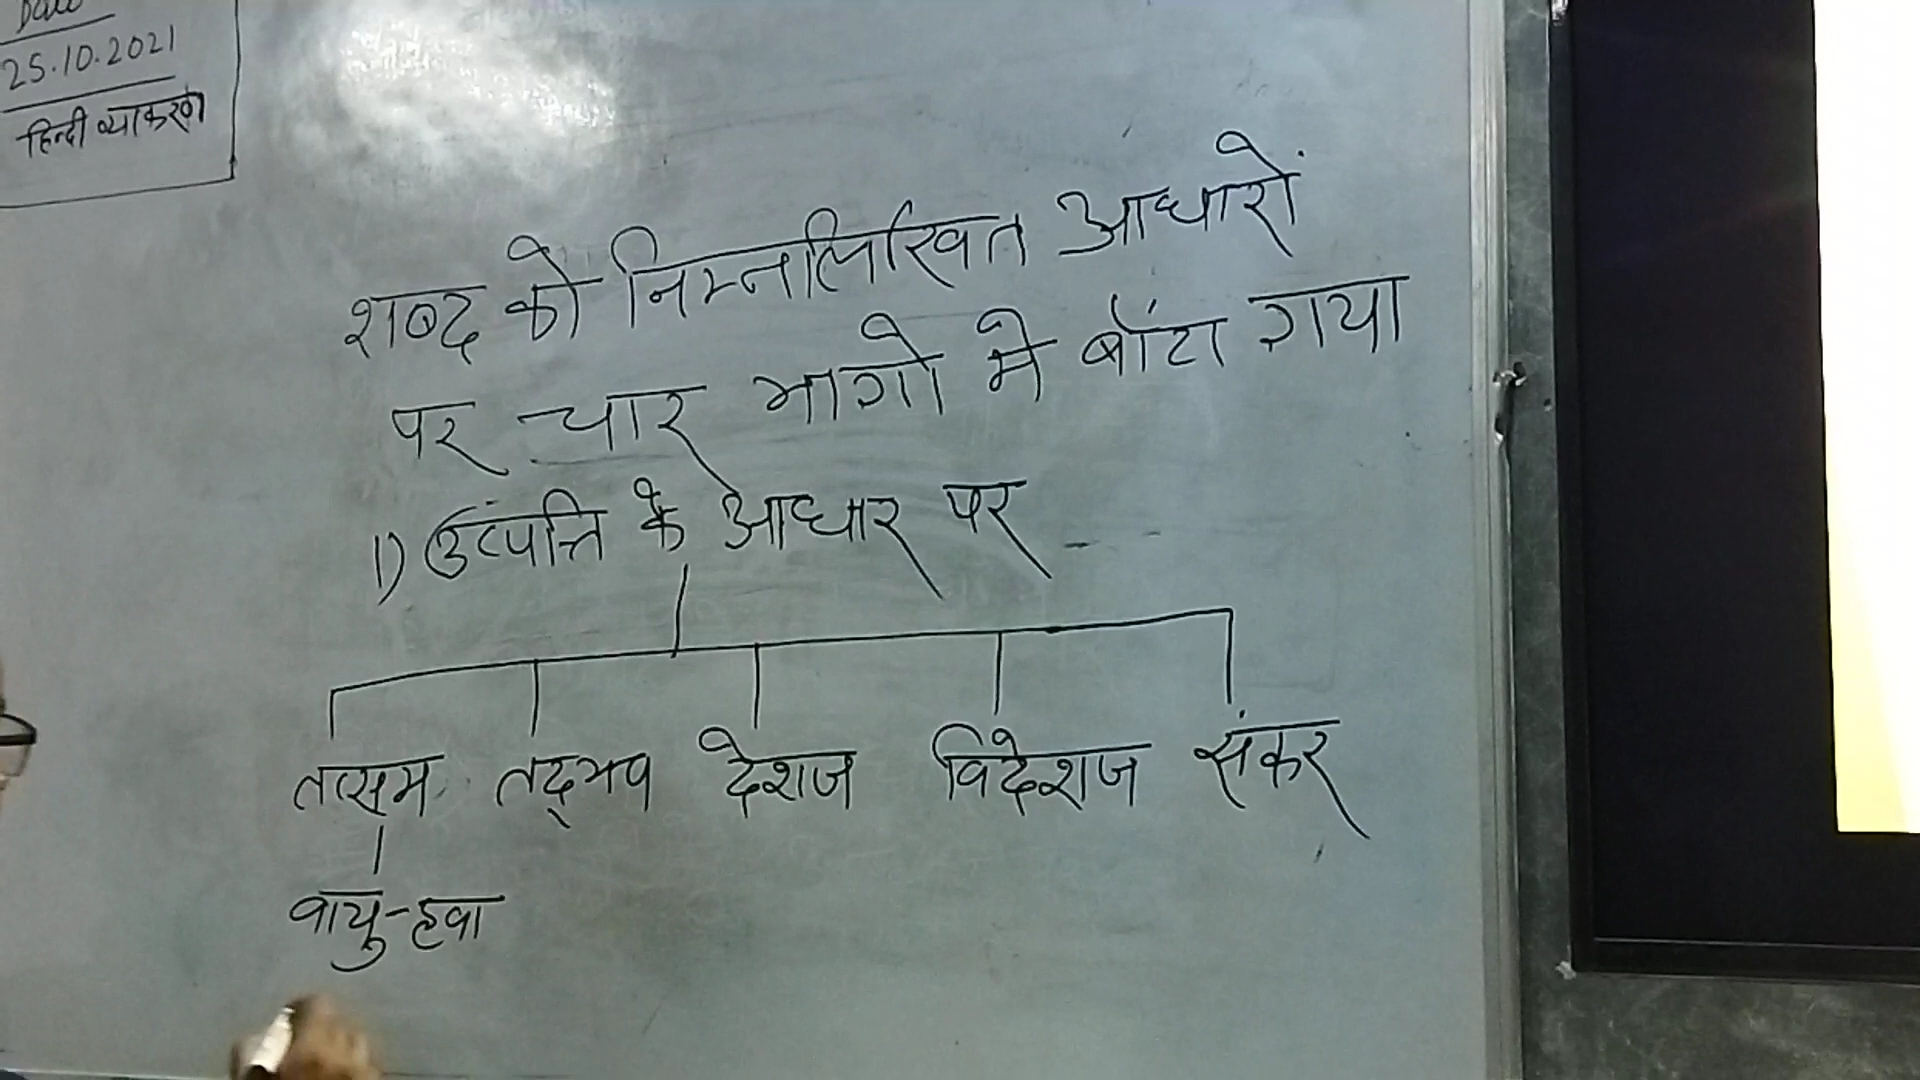 Date
25.10.2021
हिन्दी व्याकरण
शब्द को निम्नलिखित आधारों
पर चार भागो मे बाँटा गया
1) उत्पत्ति के आधार पर
तत्सम तद्भव देशज विदेशज संकर
वायु-हवा